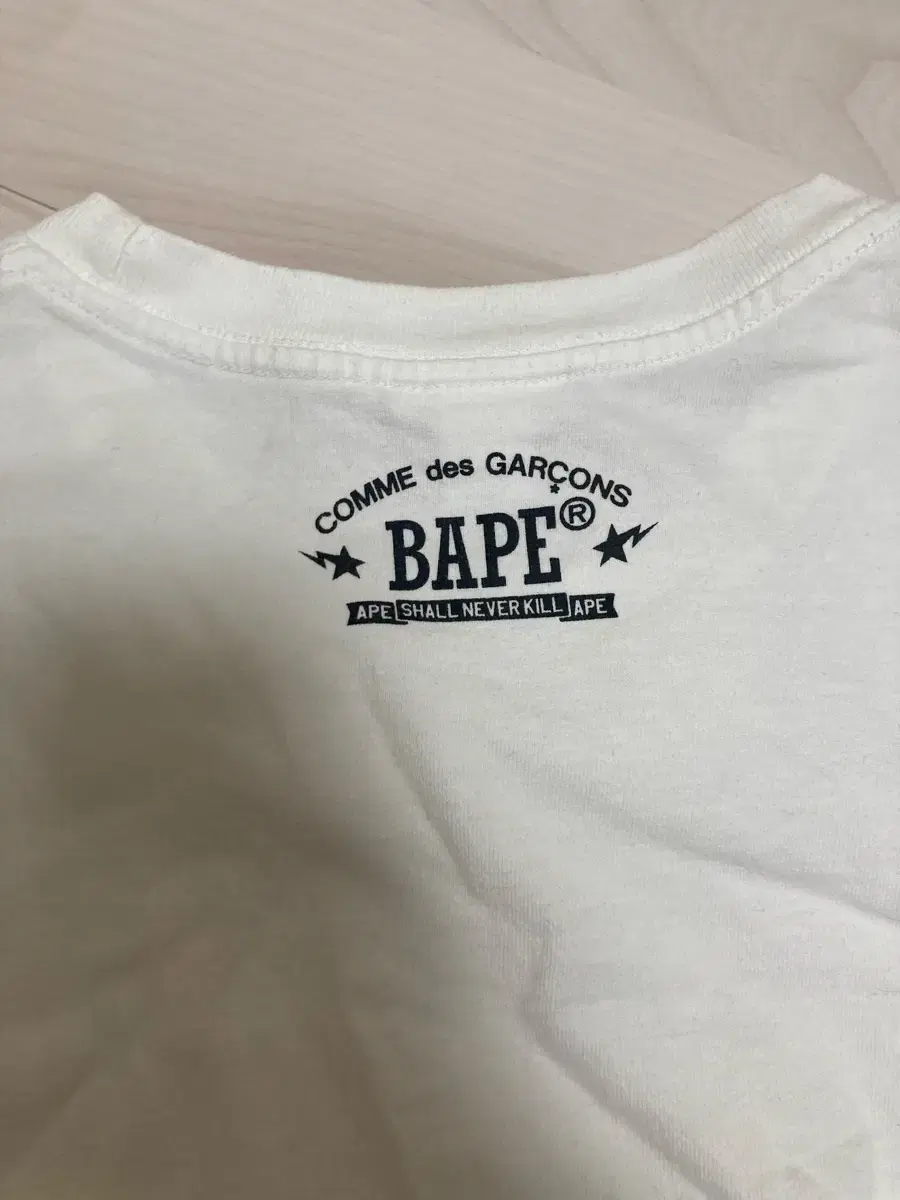 COMME des GARÇONS
BAPE®
APE SHALL NEVER KILL APE